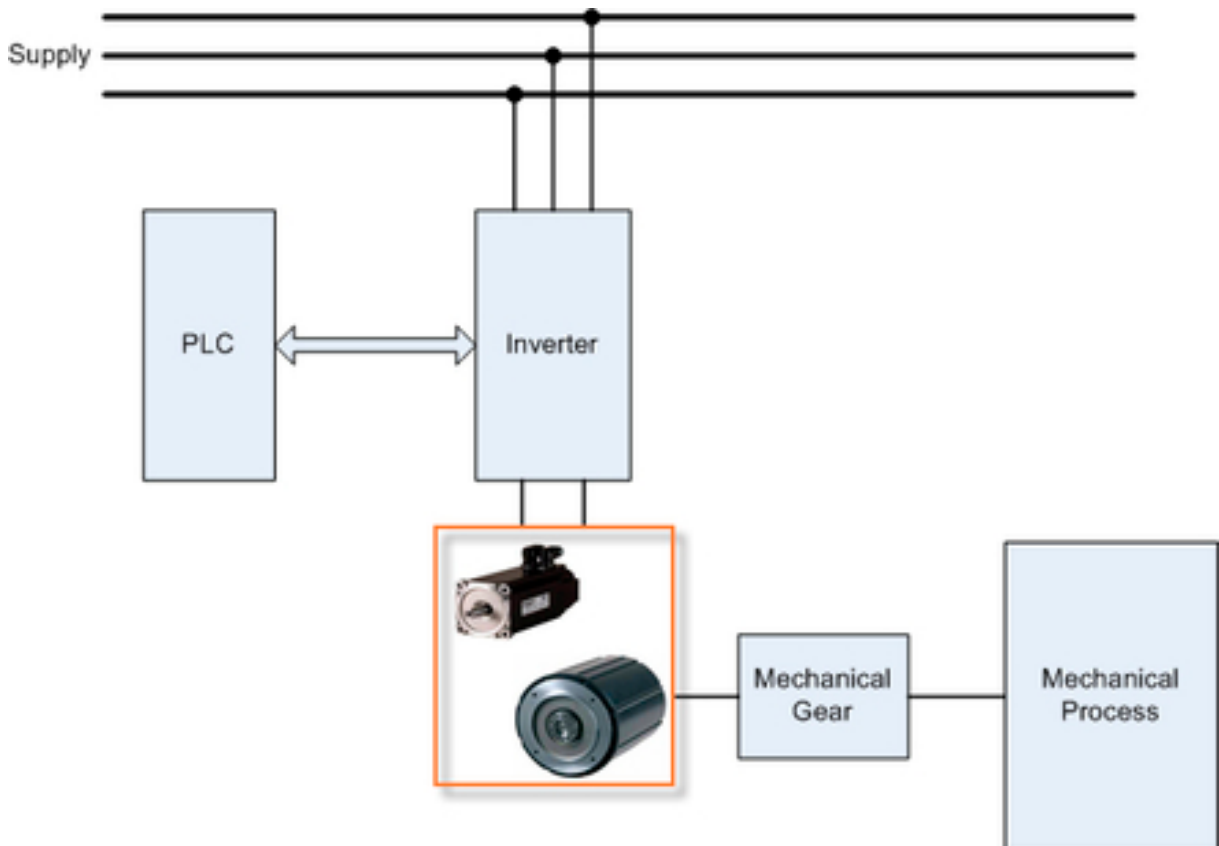 Supply
PLC
Inverter
Mechanical
Gear
Mechanical
Process